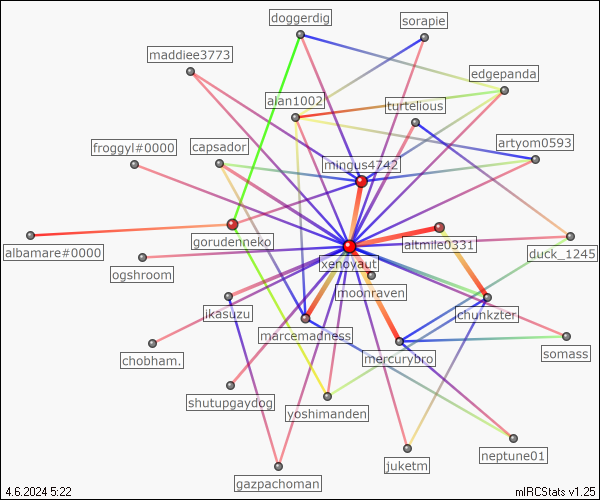 doggerdig
sorapie
maddiee3773
edgepanda
alan1002
turtelious
artyom0593
froggyl#0000
capsador
mingus4742
albamare#0000
gorudenneko
altmile0331
duck_1245
xenoyaut
ogshroom
moonraven
ikasuzu
chunkzter
marcemadness
chobham.
mercurybro
somass
shutupgaydog
yoshimanden
neptune01
juketm
gazpachoman
4.6.2024 5:22
mIRCStats v1.25